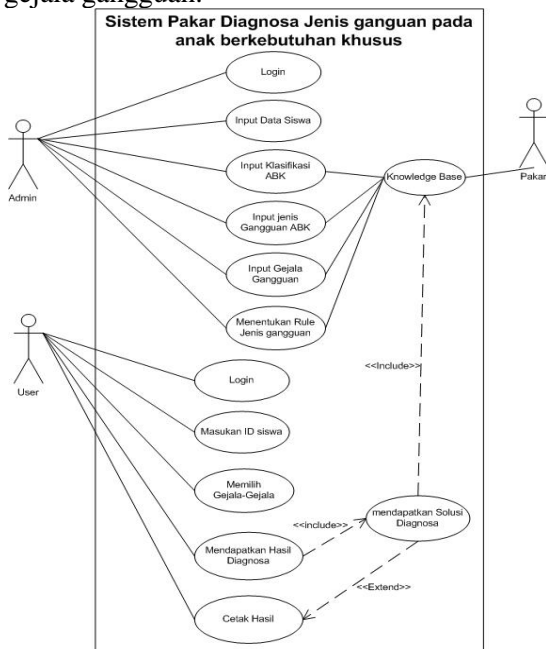 gejala gangguan.
Sistem Pakar Diagnosa Jenis ganguan pada
anak berkebutuhan khusus
Login
Input Data Siswa
Input Klasifikasi
ABK
Input jenis
Gangguan ABK
Input Gejala
Gangguan
Menentukan Rule
Jenis gangguan
Admin
Knowledge Base
Pakar
<<Include>>
User
Login
Masukan ID siswa
Memilih
Gejala-Gejala
Mendapatkan Hasil
Diagnosa
<<include>>
mendapatkan Solusi
Diagnosa
<<Extend>>
Cetak Hasil